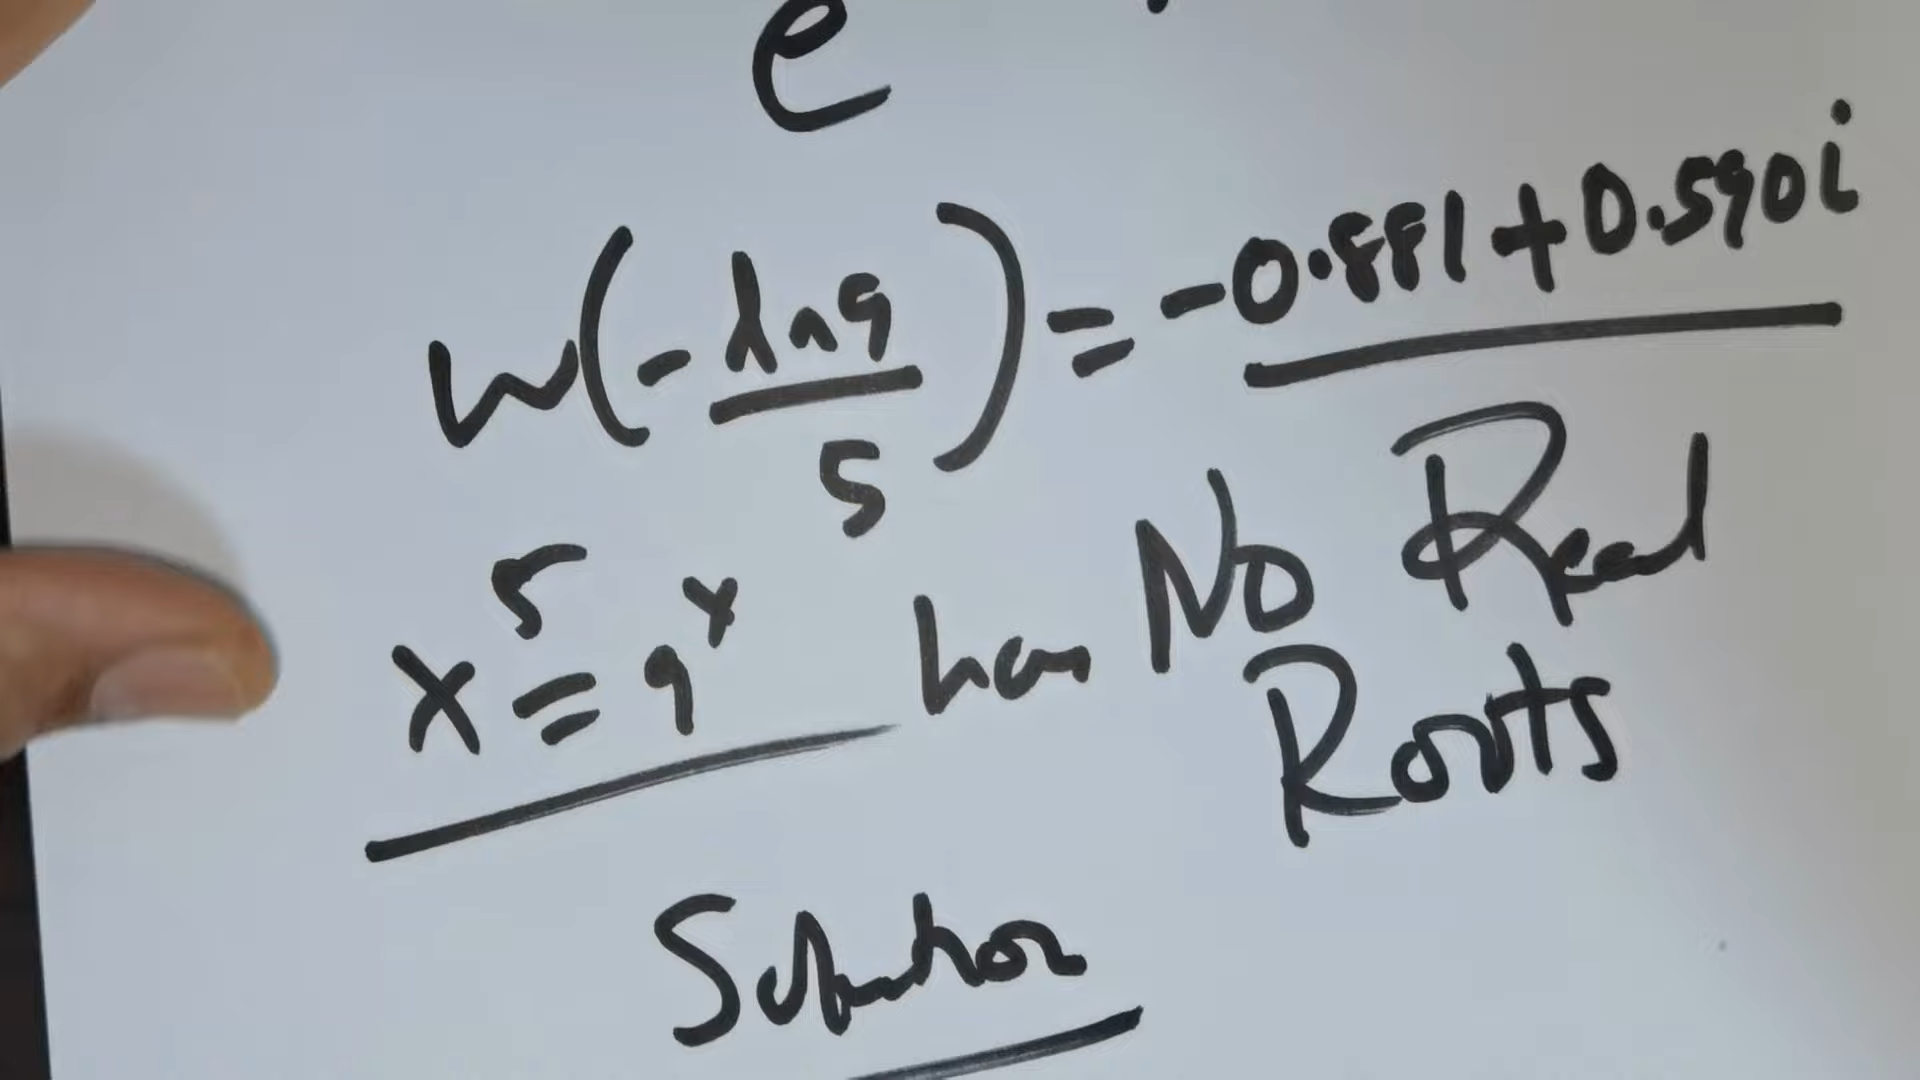 e
W(-ln9/5) = -0.881+0.590i
x^5 = 9^x has No Real
Roots
Solution